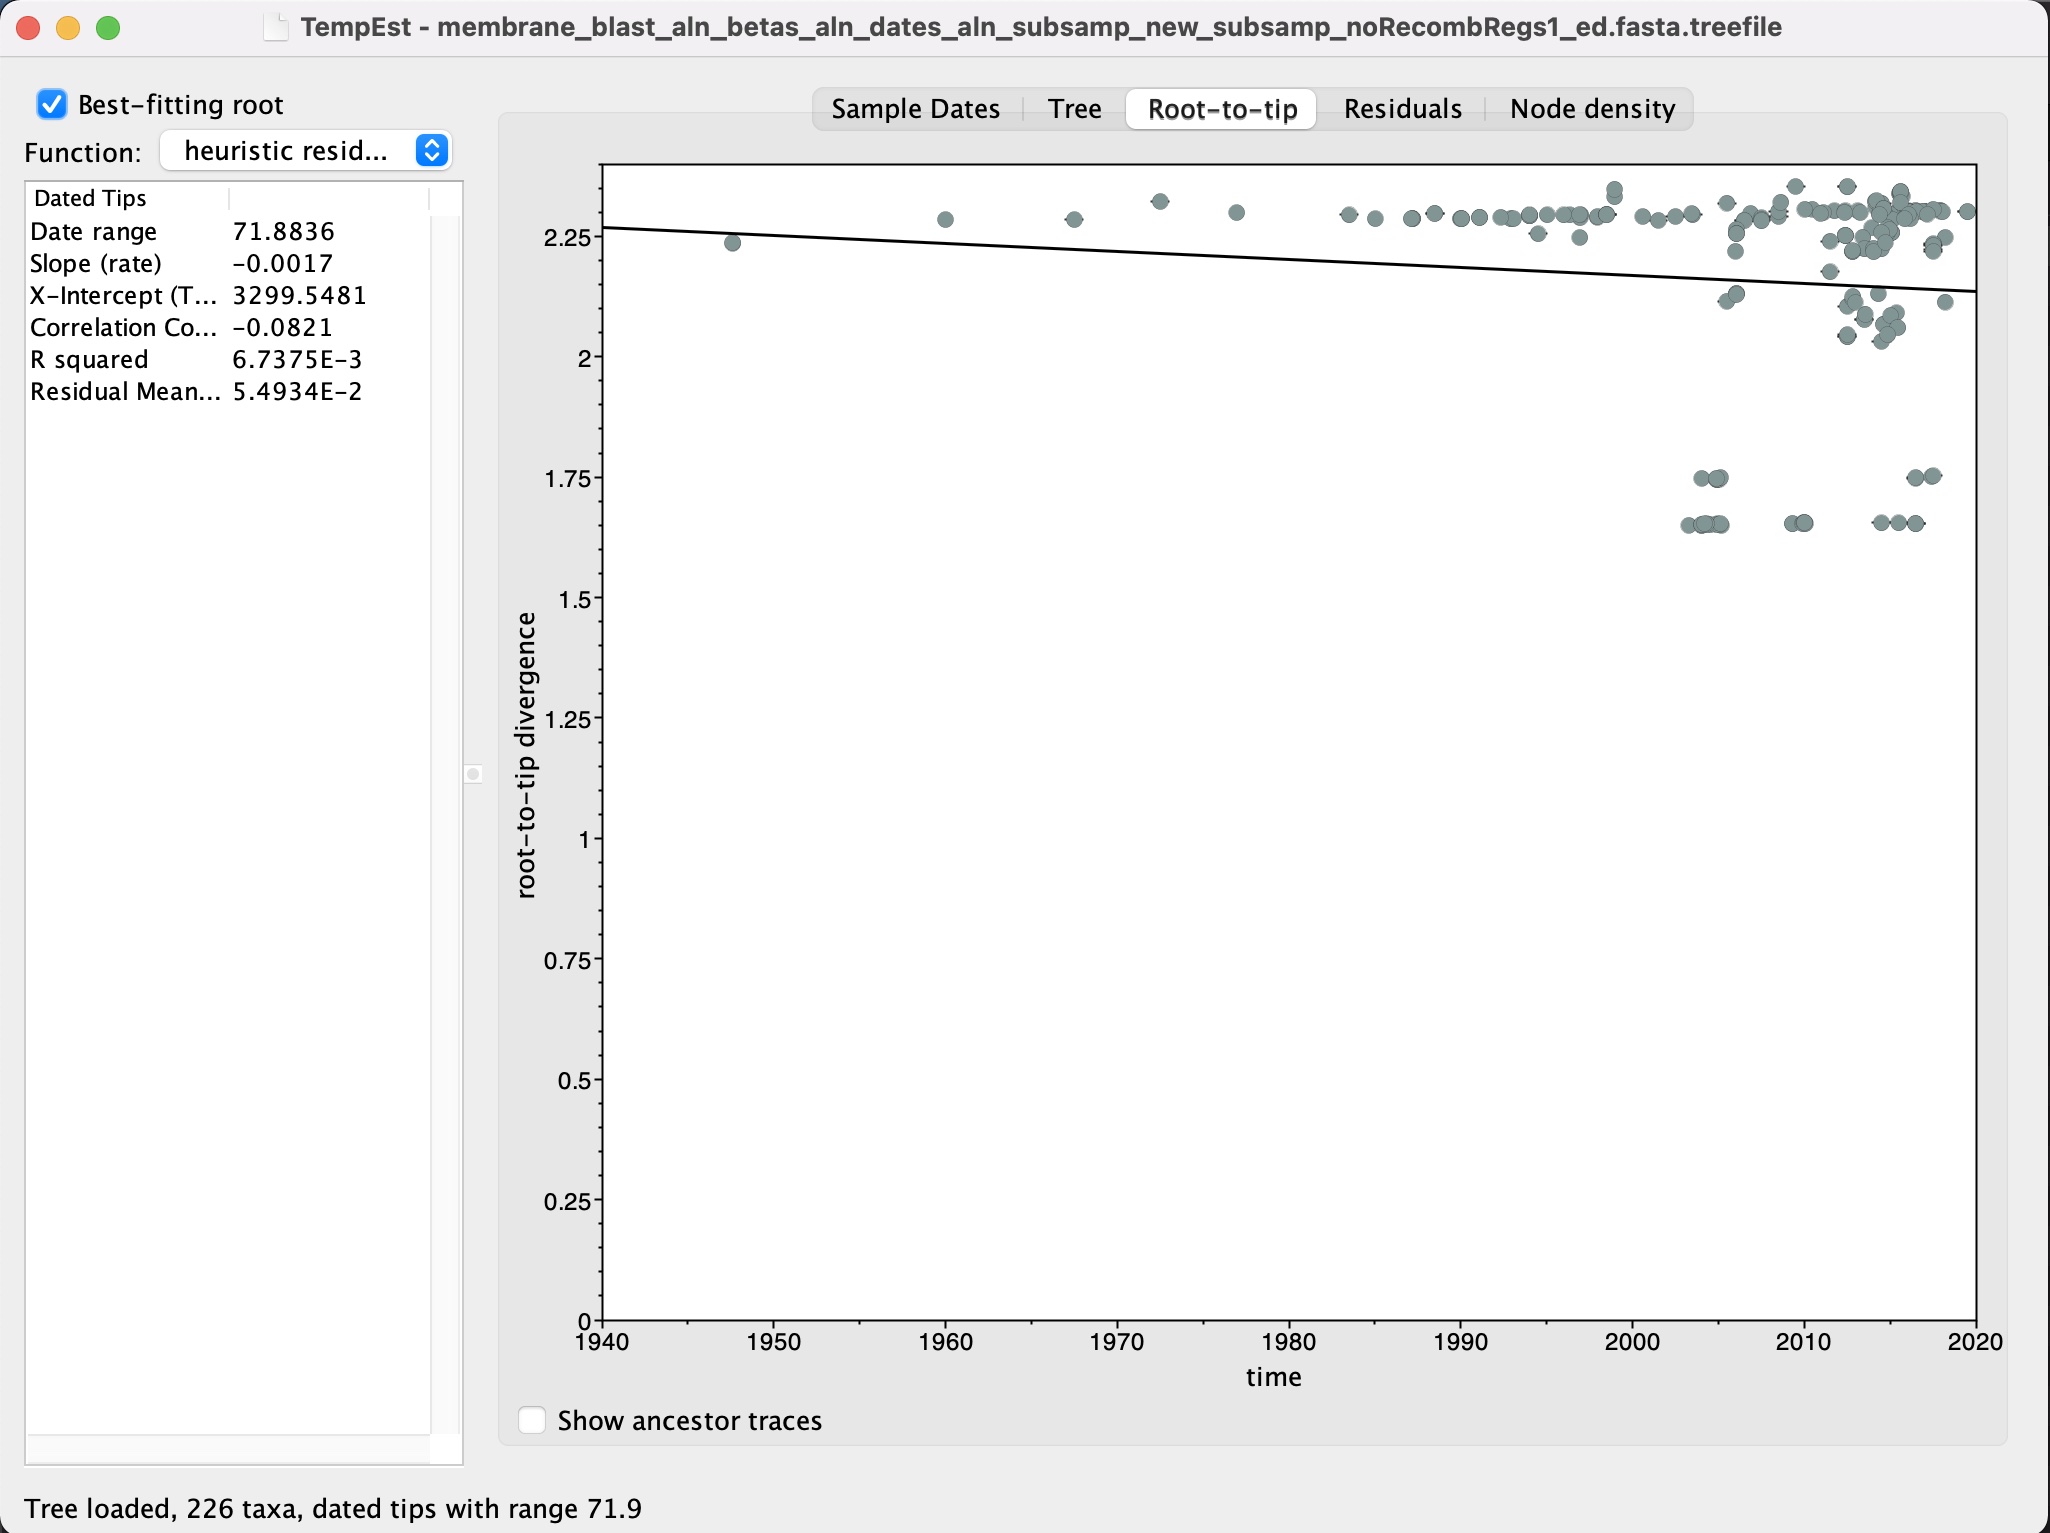 TempEst - membrane_blast_aln_betas_aln_dates_aln_subsamp_new_subsamp_noRecombRegs1_ed.fasta.treefile
Best-fitting root
Function: heuristic resid...
Dated Tips
Date range 71.8836
Slope (rate) -0.0017
X-Intercept (T... 3299.5481
Correlation Co... -0.0821
R squared 6.7375E-3
Residual Mean... 5.4934E-2
Sample Dates Tree Root-to-tip Residuals Node density
2.25
2
1.75
1.5
1.25
1
0.75
0.5
0.25
0
root-to-tip divergence
1940 1950 1960 1970 1980 1990 2000 2010 2020
time
Show ancestor traces
Tree loaded, 226 taxa, dated tips with range 71.9